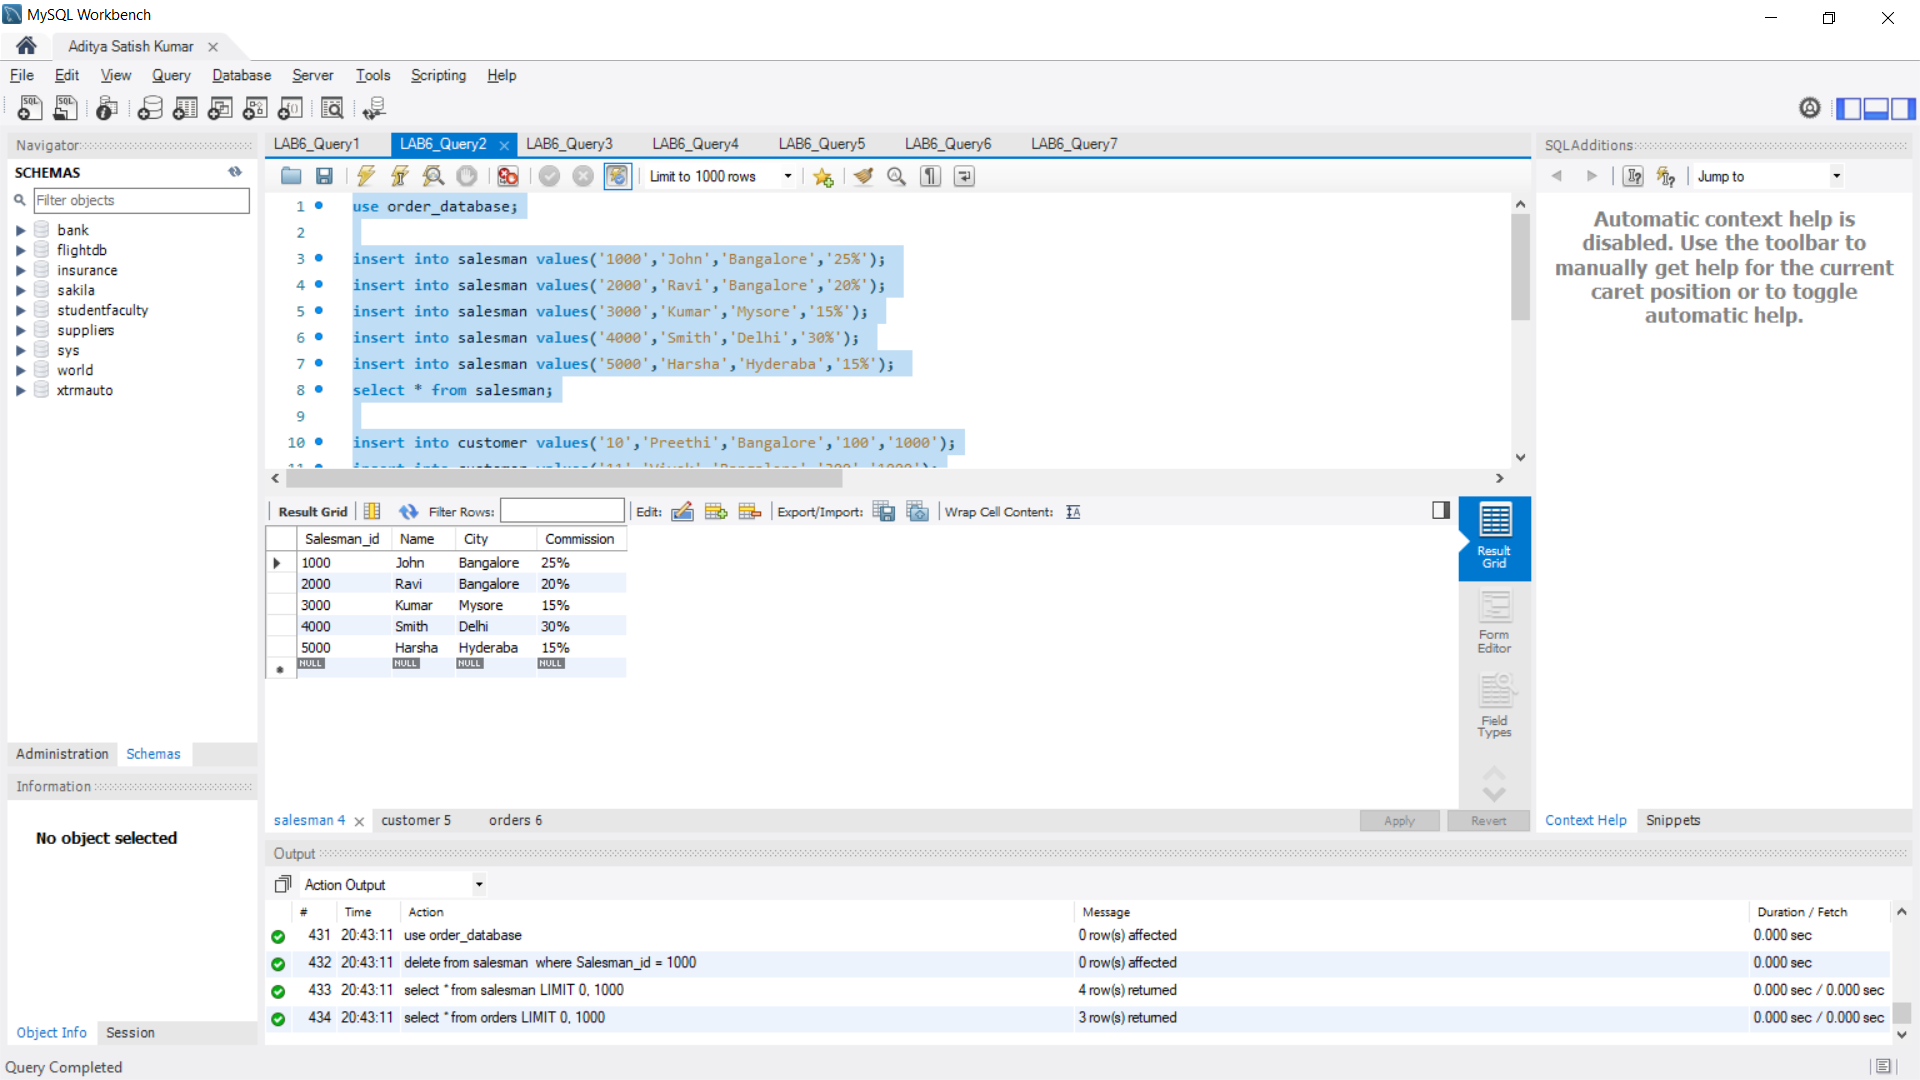 MySQL Workbench
Aditya Satish Kumar
File Edit View Query Database Server Tools Scripting Help
Navigator
SCHEMAS
Filter objects
bank
flightdb
insurance
sakila
studentfaculty
suppliers
sys
world
xtrmauto
Administration Schemas
Information
No object selected
Object Info Session
LAB6_Query1 LAB6_Query2 LAB6_Query3 LAB6_Query4 LAB6_Query5 LAB6_Query6 LAB6_Query7
Limit to 1000 rows
1 use order_database;
2
3 insert into salesman values('1000','John','Bangalore','25%');
4 insert into salesman values('2000','Ravi','Bangalore','20%');
5 insert into salesman values('3000','Kumar','Mysore','15%');
6 insert into salesman values('4000','Smith','Delhi','30%');
7 insert into salesman values('5000','Harsha','Hyderaba','15%');
8 select * from salesman;
9
10 insert into customer values('10','Preethi','Bangalore','100','1000');
11 insert into customer values('11','Vivek','Bangalore','300','1000');
Result Grid Filter Rows: Edit: Export/Import: Wrap Cell Content:
Salesman_id Name City Commission
1000 John Bangalore 25%
2000 Ravi Bangalore 20%
3000 Kumar Mysore 15%
4000 Smith Delhi 30%
5000 Harsha Hyderaba 15%
NULL NULL NULL NULL
Result Grid
Form Editor
Field Types
salesman 4 customer 5 orders 6
Apply Revert
SQLAdditions
Jump to
Automatic context help is
disabled. Use the toolbar to
manually get help for the current
caret position or to toggle
automatic help.
Context Help Snippets
Output
Action Output
# Time Action Message Duration / Fetch
431 20:43:11 use order_database 0 row(s) affected 0.000 sec
432 20:43:11 delete from salesman where Salesman_id = 1000 0 row(s) affected 0.000 sec
433 20:43:11 select * from salesman LIMIT 0, 1000 4 row(s) returned 0.000 sec / 0.000 sec
434 20:43:11 select * from orders LIMIT 0, 1000 3 row(s) returned 0.000 sec / 0.000 sec
Query Completed